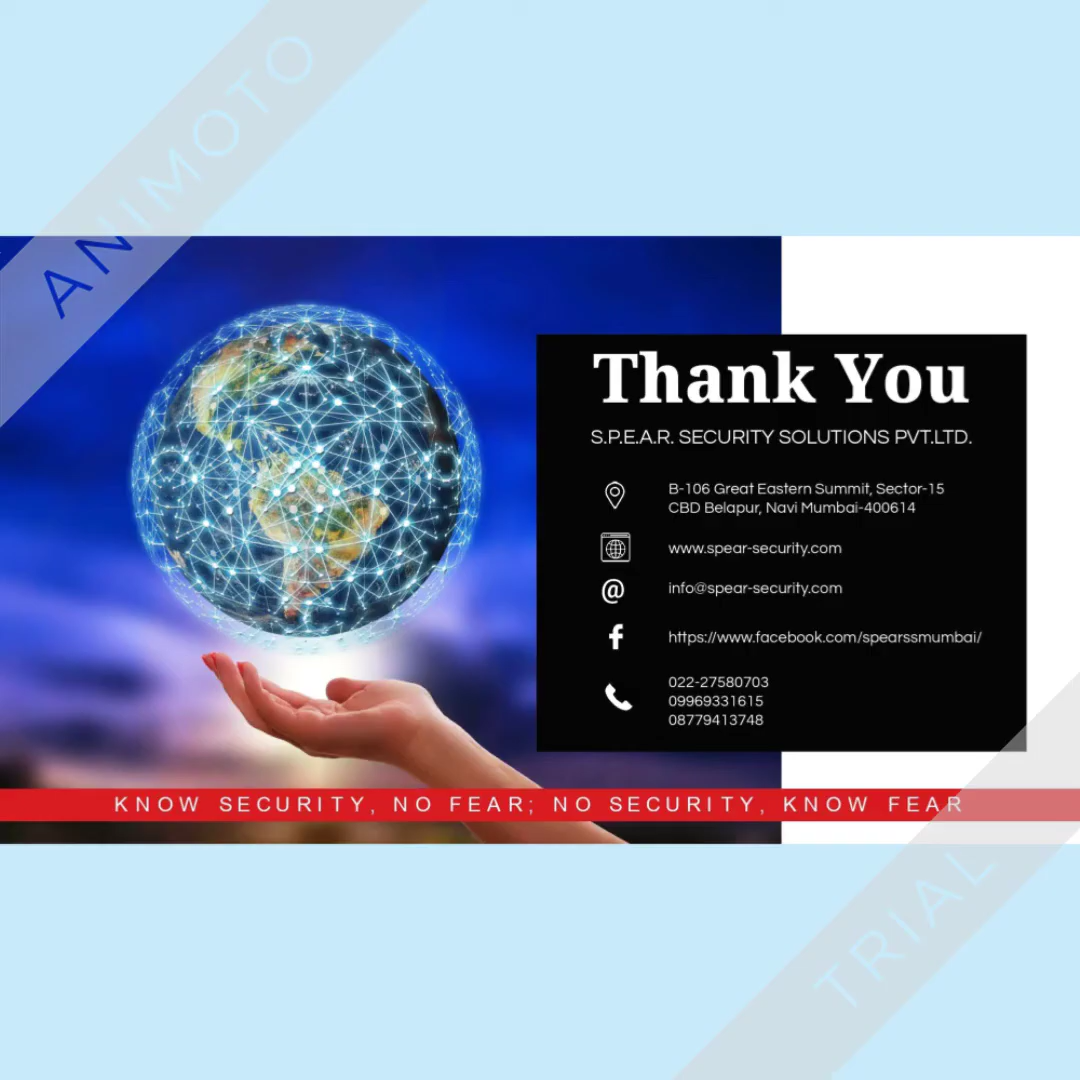 ANIMOTO
Thank You
S.P.E.A.R. SECURITY SOLUTIONS PVT.LTD.
B-106 Great Eastern Summit, Sector-15
CBD Belapur, Navi Mumbai-400614
www.spear-security.com
@ info@spear-security.com
f https://www.facebook.com/spearssmumbai/
022-27580703
09969331615
08779413748
KNOW SECURITY, NO FEAR; NO SECURITY, KNOW FEAR
TRIAL